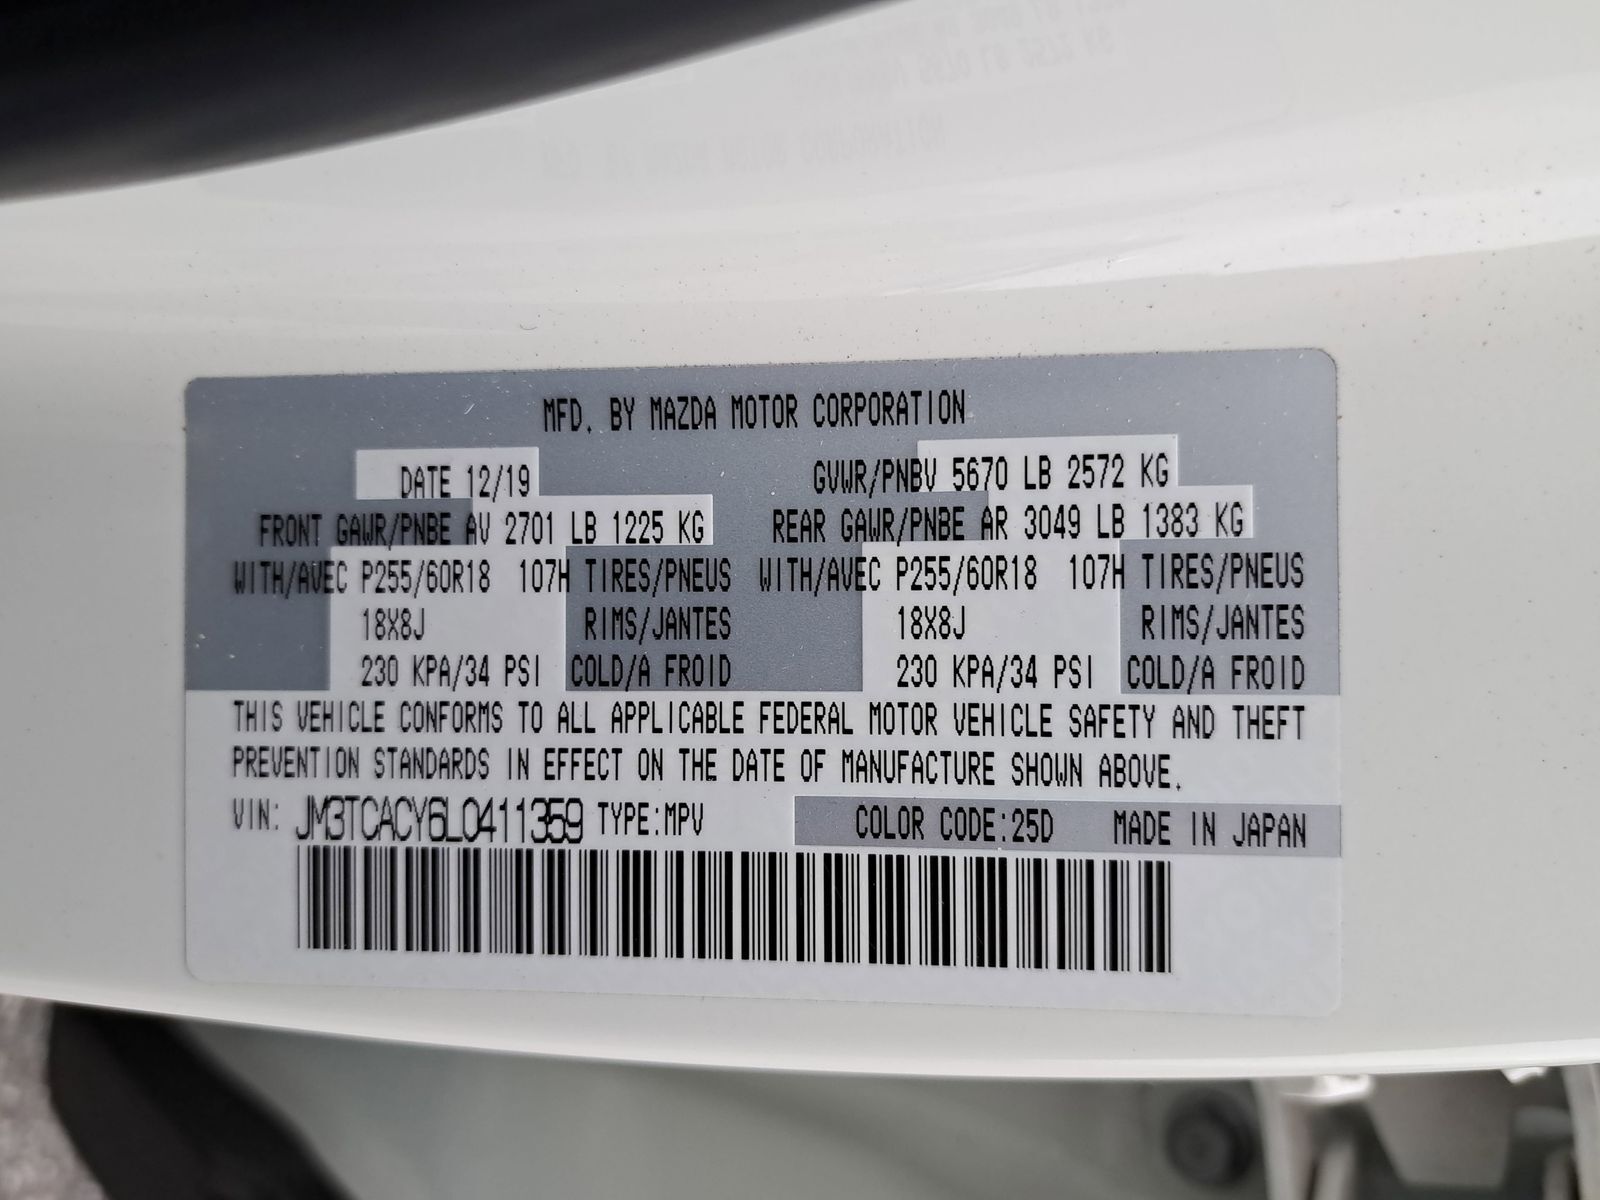 MFD. BY MAZDA MOTOR CORPORATION
DATE 12/19 GVWR/PNBV 5670 LB 2572 KG
FRONT GAWR/PNBE AV 2701 LB 1225 KG REAR GAWR/PNBE AR 3049 LB 1383 KG
WITH/AVEC P255/60R18 107H TIRES/PNEUS WITH/AVEC P255/60R18 107H TIRES/PNEUS
18X8J RIMS/JANTES 18X8J RIMS/JANTES
230 KPA/34 PSI COLD/A FROID 230 KPA/34 PSI COLD/A FROID
THIS VEHICLE CONFORMS TO ALL APPLICABLE FEDERAL MOTOR VEHICLE SAFETY AND THEFT
PREVENTION STANDARDS IN EFFECT ON THE DATE OF MANUFACTURE SHOWN ABOVE.
VIN: JM3TCACY6L0411359 TYPE:MPV COLOR CODE:25D MADE IN JAPAN